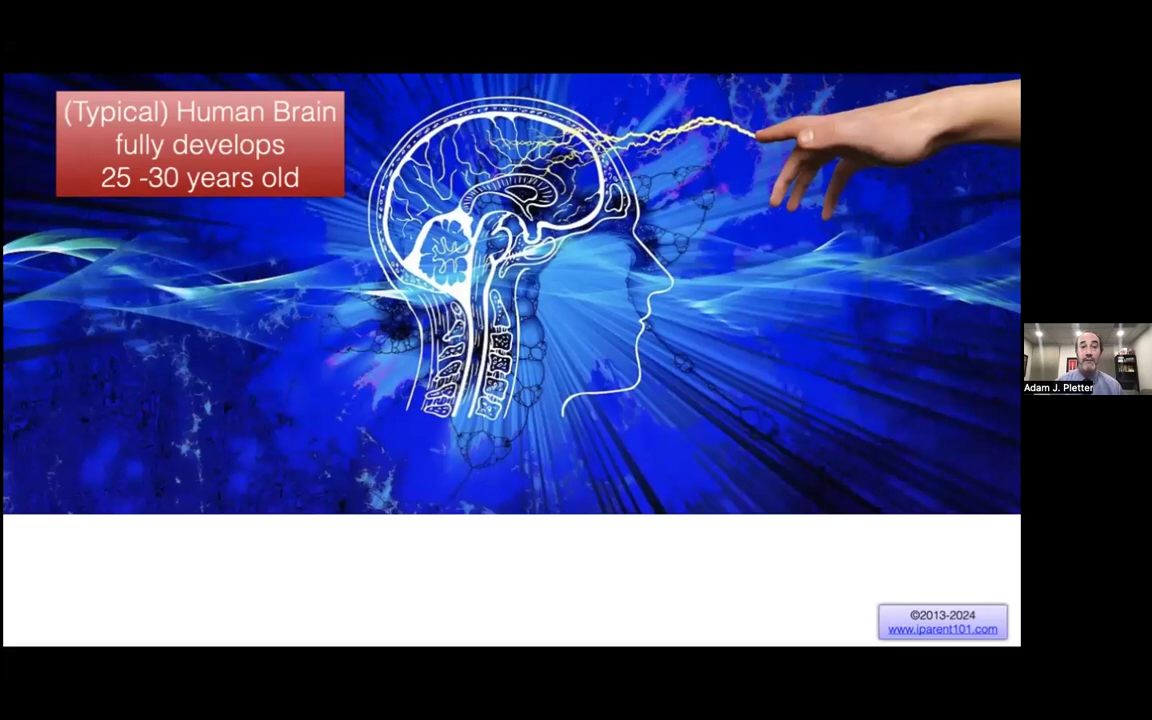 (Typical) Human Brain
fully develops
25 -30 years old
Adam J. Pletter
©2013-2024
www.iparent101.com